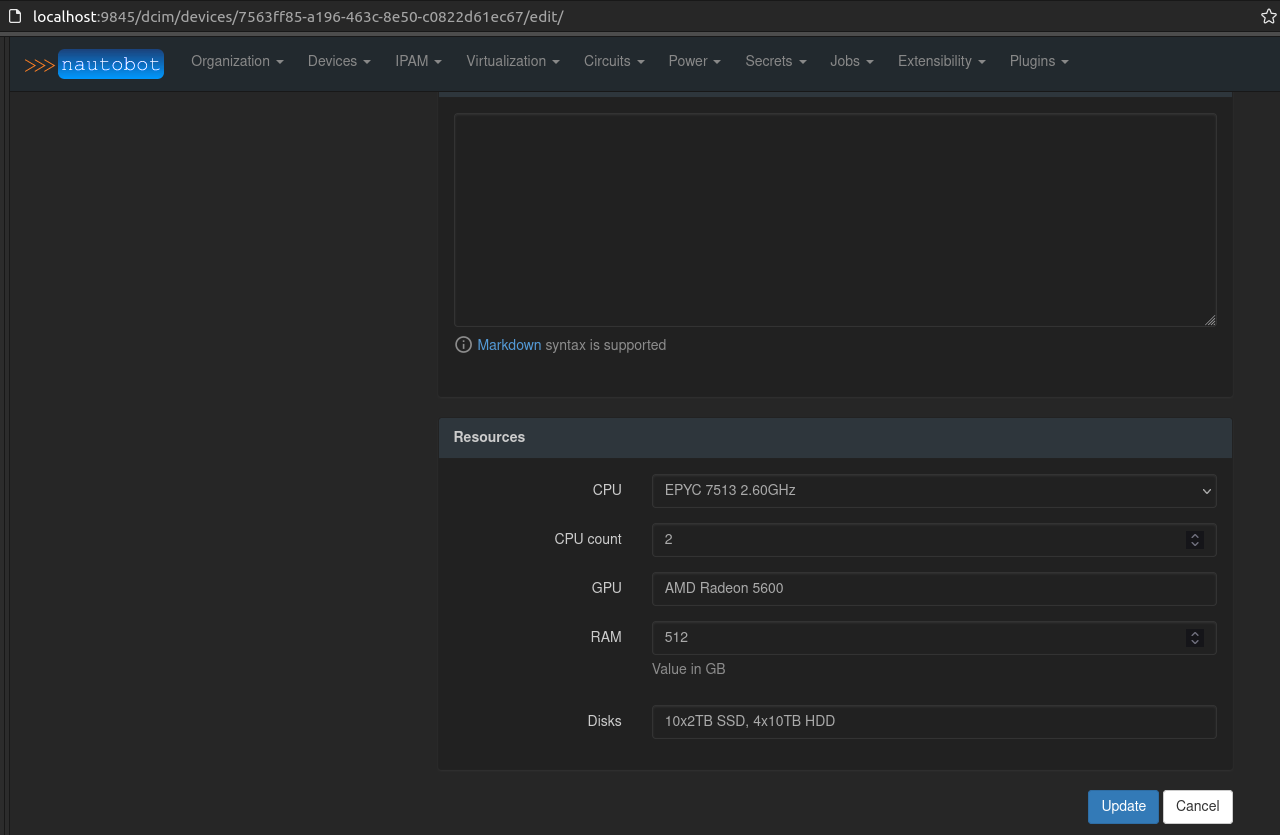 localhost:9845/dcim/devices/7563ff85-a196-463c-8e50-c0822d61ec67/edit/
>>> nautobot Organization Devices IPAM Virtualization Circuits Power Secrets Jobs Extensibility Plugins
Markdown syntax is supported
Resources
CPU EPYC 7513 2.60GHz
CPU count 2
GPU AMD Radeon 5600
RAM 512
Value in GB
Disks 10x2TB SSD, 4x10TB HDD
Update Cancel